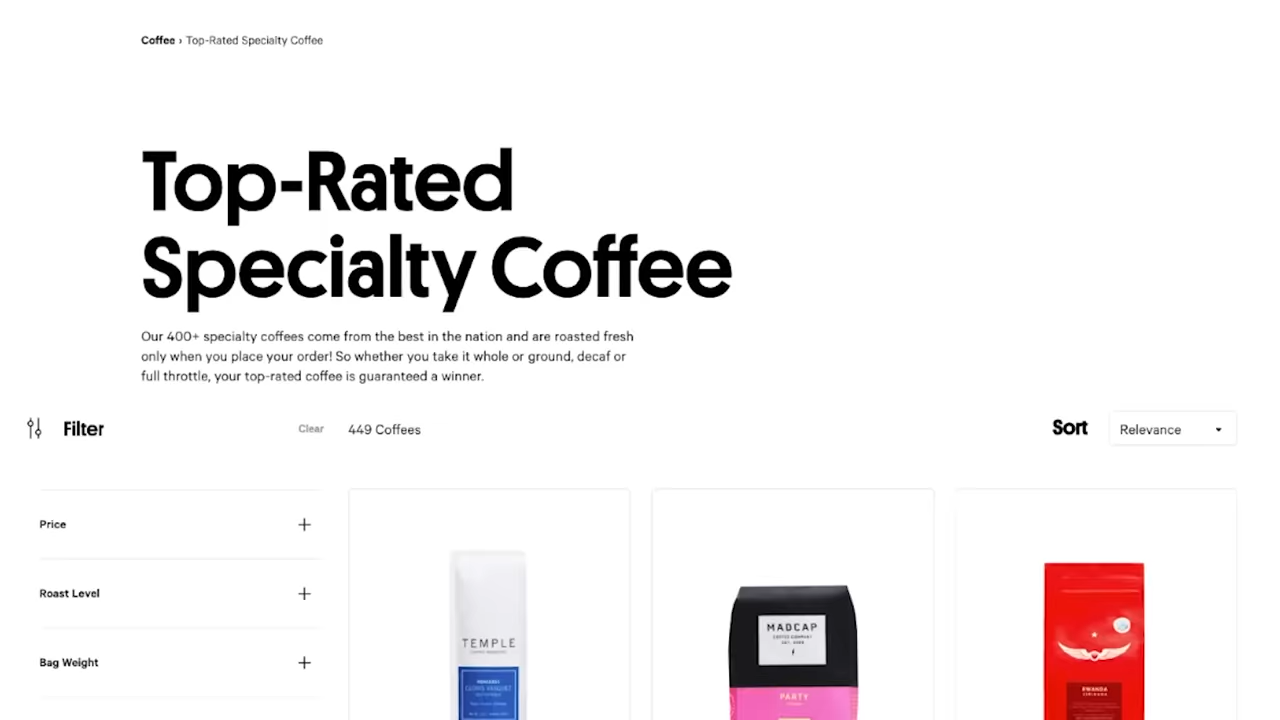 Coffee › Top-Rated Specialty Coffee
Top-Rated
Specialty Coffee
Our 400+ specialty coffees come from the best in the nation and are roasted fresh
only when you place your order! So whether you take it whole or ground, decaf or
full throttle, your top-rated coffee is guaranteed a winner.
Filter
Clear
449 Coffees
Sort
Relevance
Price
Roast Level
Bag Weight
TEMPLE
MADCAP
COFFEE COMPANY
PARTY
RWANDA